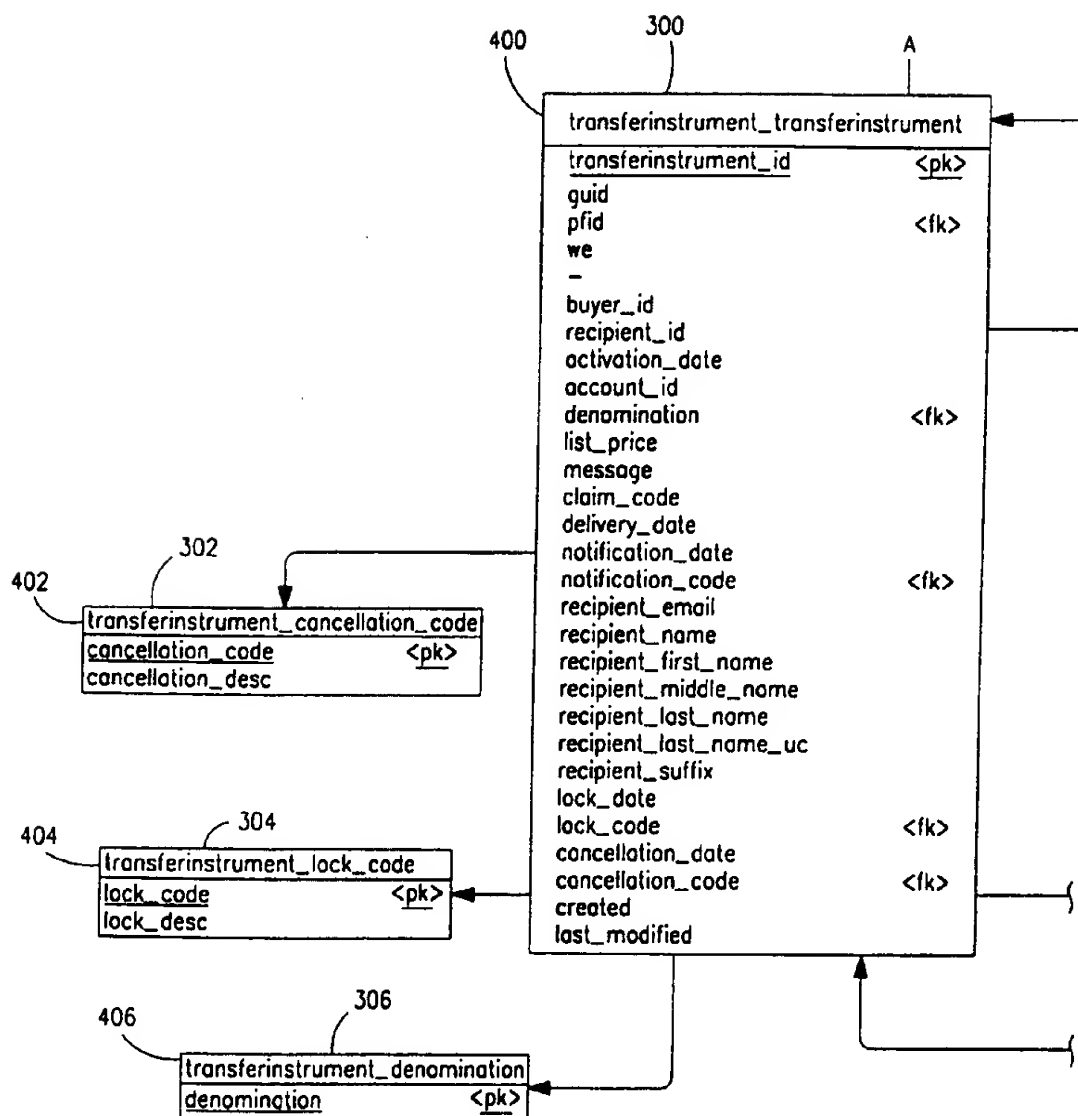 300
400
A
transferinstrument_transferinstrument
transferinstrument_id <pk>
guid
pfid <fk>
we
–
buyer_id
recipient_id
activation_date
account_id
denomination <fk>
list_price
message
claim_code
delivery_date
notification_date
notification_code <fk>
recipient_email
recipient_name
recipient_first_name
recipient_middle_name
recipient_last_name
recipient_last_name_uc
recipient_suffix
lock_date
lock_code <fk>
cancellation_date
cancellation_code <fk>
created
last_modified
302
402
transferinstrument_cancellation_code
cancellation_code <pk>
cancellation_desc
304
404
transferinstrument_lock_code
lock_code <pk>
lock_desc
306
406
transferinstrument_denomination
denomination <pk>